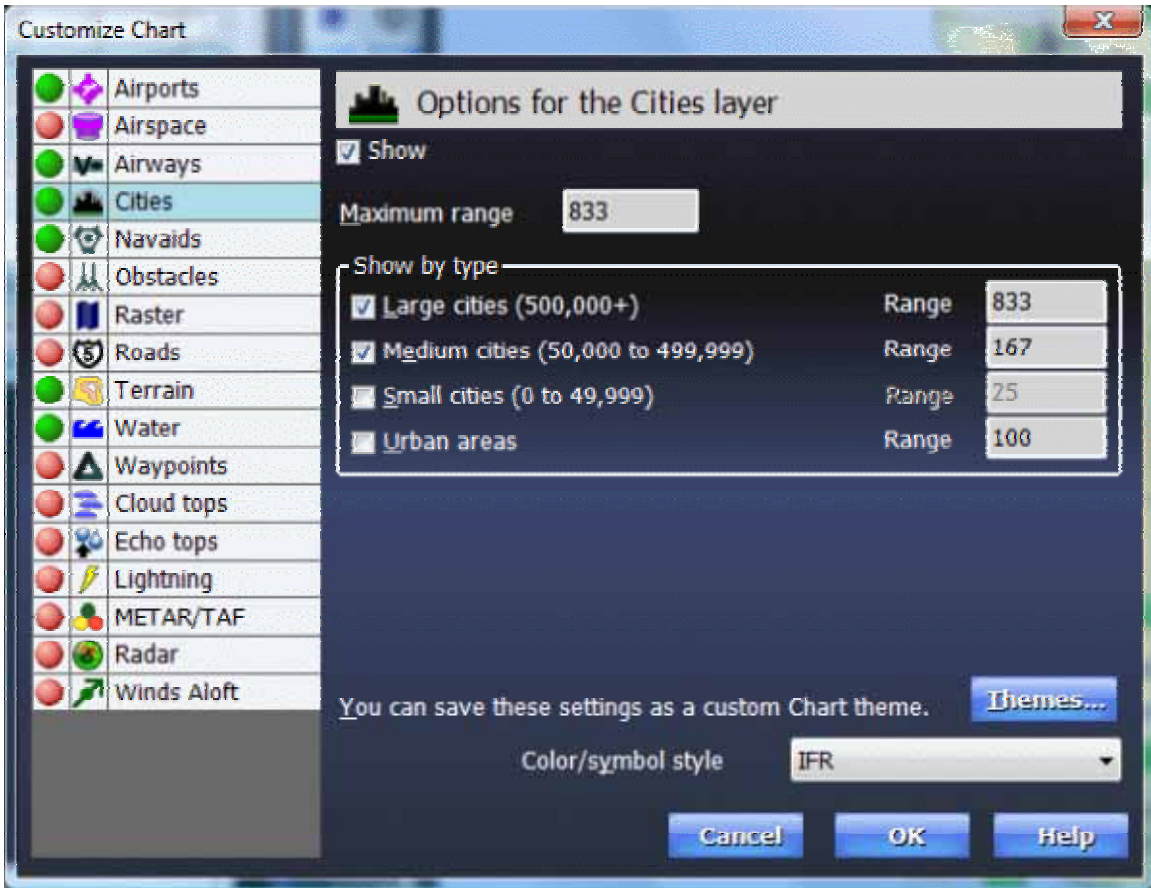 Customize Chart
Airports
Airspace
Airways
Cities
Navaids
Obstacles
Raster
Roads
Terrain
Water
Waypoints
Cloud tops
Echo tops
Lightning
METAR/TAF
Radar
Winds Aloft
Options for the Cities layer
Show
Maximum range 833
Show by type
Large cities (500,000+) Range 833
Medium cities (50,000 to 499,999) Range 167
Small cities (0 to 49,999) Range 25
Urban areas Range 100
You can save these settings as a custom Chart theme. Themes...
Color/symbol style IFR
Cancel OK Help